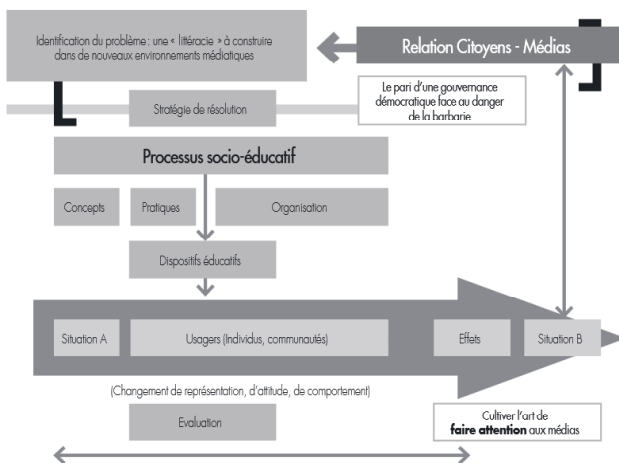 Identification du problème : une « littéracie » à construire
dans de nouveaux environnements médiatiques
Relation Citoyens - Médias
Stratégie de résolution
Le pari d'une gouvernance
démocratique face au danger
de la barbarie
Processus socio-éducatif
Concepts
Pratiques
Organisation
Dispositifs éducatifs
Situation A
Usagers (Individus, communautés)
Effets
Situation B
(Changement de représentation, d'attitude, de comportement)
Evaluation
Cultiver l'art de
faire attention aux médias